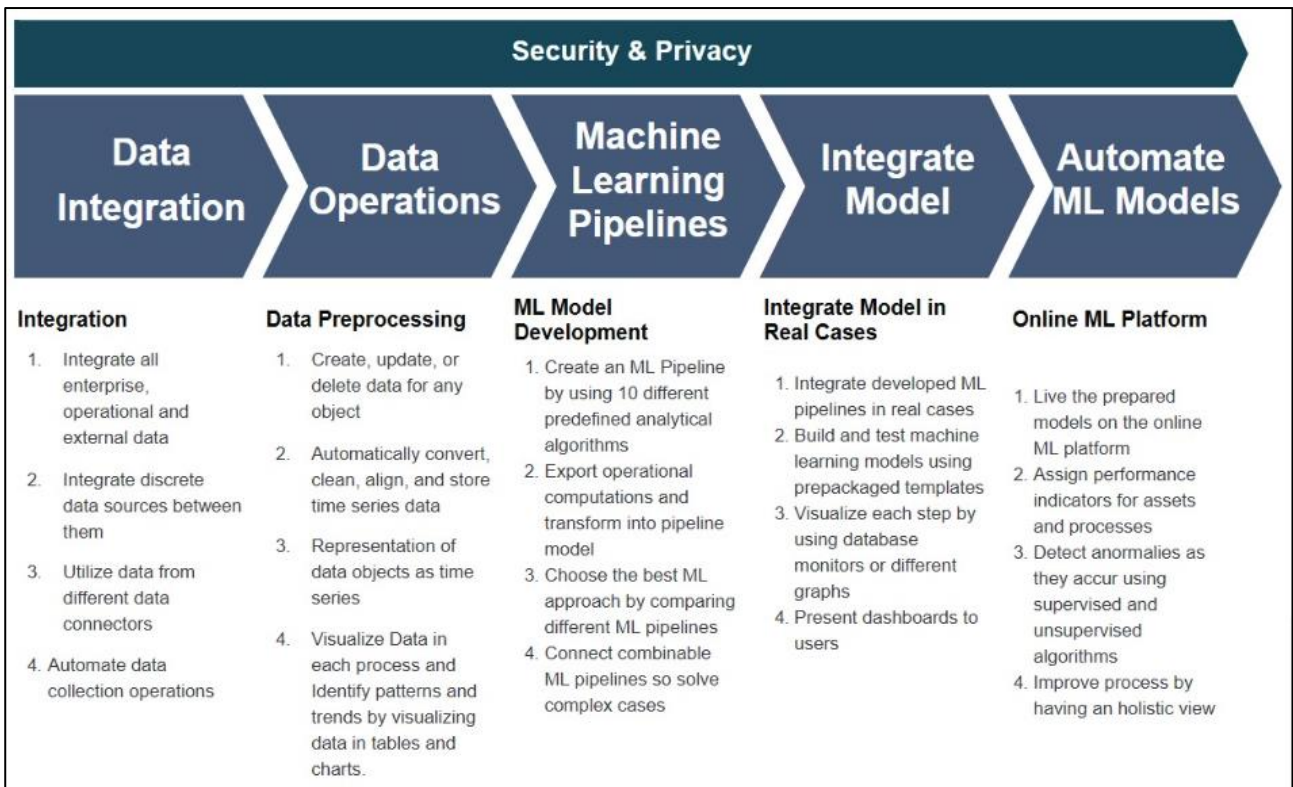 Security & Privacy
Data
Integration
Data
Operations
Machine
Learning
Pipelines
Integrate
Model
Automate
ML Models
Integration
1. Integrate all
enterprise,
operational and
external data
2. Integrate discrete
data sources between
them
3. Utilize data from
different data
connectors
4. Automate data
collection operations
Data Preprocessing
1. Create, update, or
delete data for any
object
2. Automatically convert,
clean, align, and store
time series data
3. Representation of
data objects as time
series
4. Visualize Data in
each process and
Identify patterns and
trends by visualizing
data in tables and
charts.
ML Model
Development
1. Create an ML Pipeline
by using 10 different
predefined analytical
algorithms
2. Export operational
computations and
transform into pipeline
model
3. Choose the best ML
approach by comparing
different ML pipelines
4. Connect combinable
ML pipelines so solve
complex cases
Integrate Model in
Real Cases
1. Integrate developed ML
pipelines in real cases
2. Build and test machine
learning models using
prepackaged templates
3. Visualize each step by
using database
monitors or different
graphs
4. Present dashboards to
users
Online ML Platform
1. Live the prepared
models on the online
ML platform
2. Assign performance
indicators for assets
and processes
3. Detect anormalies as
they accur using
supervised and
unsupervised
algorithms
4. Improve process by
having an holistic view